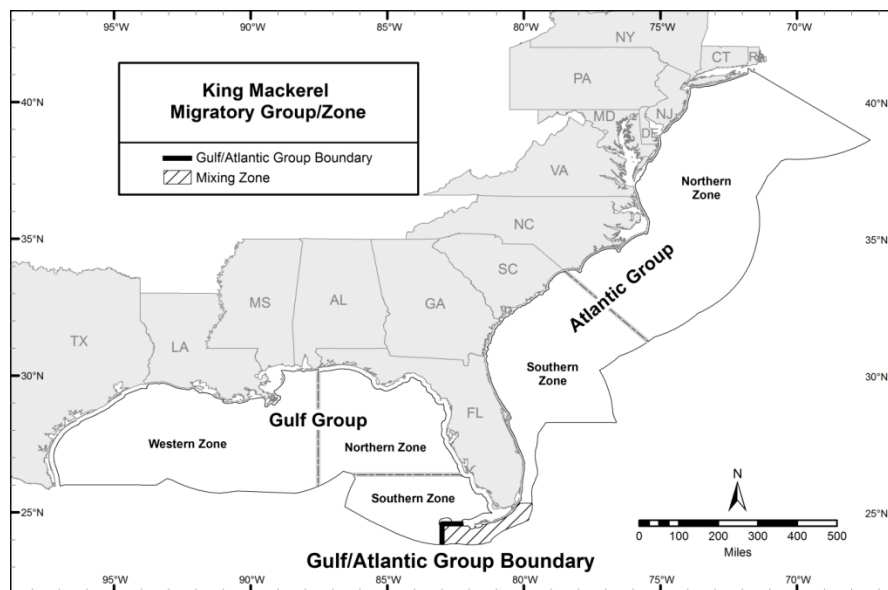 95°W 90°W 85°W 80°W 75°W 70°W
King Mackerel
Migratory Group/Zone
Gulf/Atlantic Group Boundary
Mixing Zone
NY
CT
RI
PA
40°N
40°N
NJ
MD
DE
VA
Northern
Zone
NC
35°N
35°N
SC
Atlantic Group
MS
AL
GA
TX
LA
30°N
30°N
Southern
Zone
FL
Gulf Group
Western Zone
Northern Zone
Southern Zone
N
25°N
25°N
0 50 100 200 300 400 500
Miles
Gulf/Atlantic Group Boundary
95°W 90°W 85°W 80°W 75°W 70°W